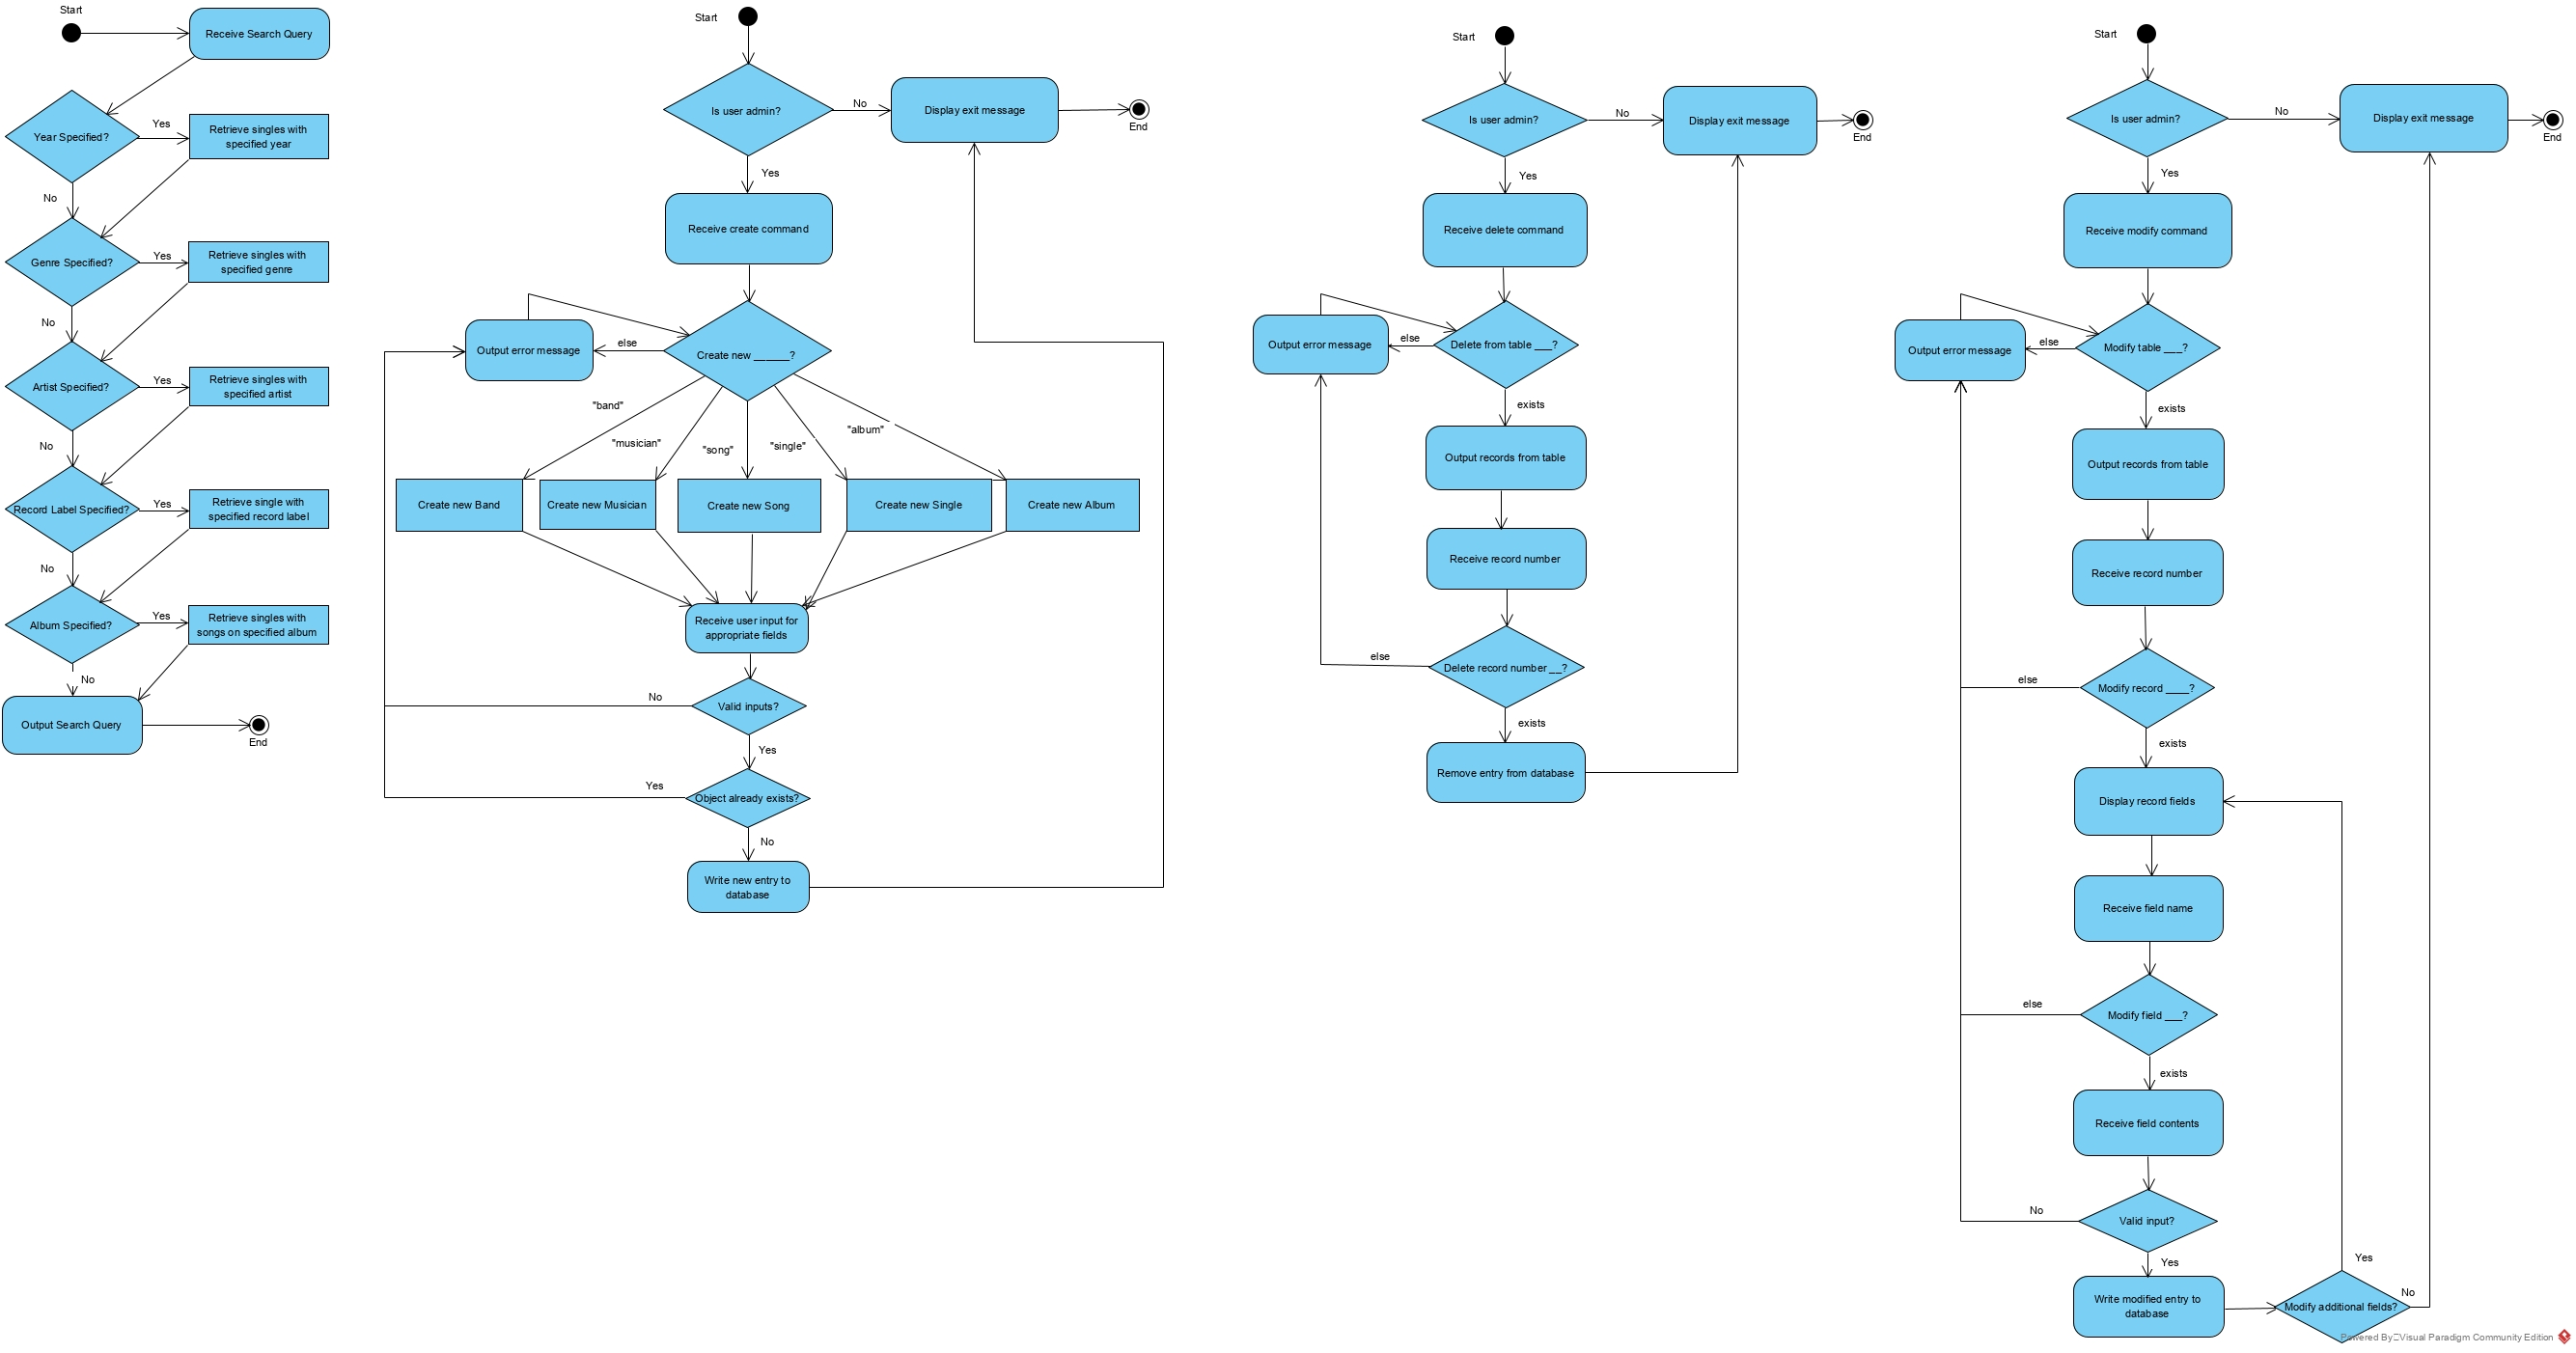 Start
Receive Search Query
Year Specified?
Yes
Retrieve singles with
specified year
No
Genre Specified?
Yes
Retrieve singles with
specified genre
No
Artist Specified?
Yes
Retrieve singles with
specified artist
No
Record Label Specified?
Yes
Retrieve single with
specified record label
No
Album Specified?
Yes
Retrieve singles with
songs on specified album
No
Output Search Query
End
Start
Is user admin?
No
Display exit message
End
Yes
Receive create command
Output error message
else
Create new ______?
"band"
"musician"
"song"
"single"
"album"
Create new Band
Create new Musician
Create new Song
Create new Single
Create new Album
Receive user input for
appropriate fields
No
Valid inputs?
Yes
Yes
Object already exists?
No
Write new entry to
database
Start
Is user admin?
No
Display exit message
End
Yes
Receive delete command
Output error message
else
Delete from table ___?
exists
Output records from table
Receive record number
else
Delete record number __?
exists
Remove entry from database
Start
Is user admin?
No
Display exit message
End
Yes
Receive modify command
Output error message
else
Modify table ___?
exists
Output records from table
Receive record number
else
Modify record ____?
exists
Display record fields
Receive field name
else
Modify field ___?
exists
Receive field contents
No
Valid input?
Yes
Write modified entry to
database
Yes
Modify additional fields?
No
Powered By Visual Paradigm Community Edition